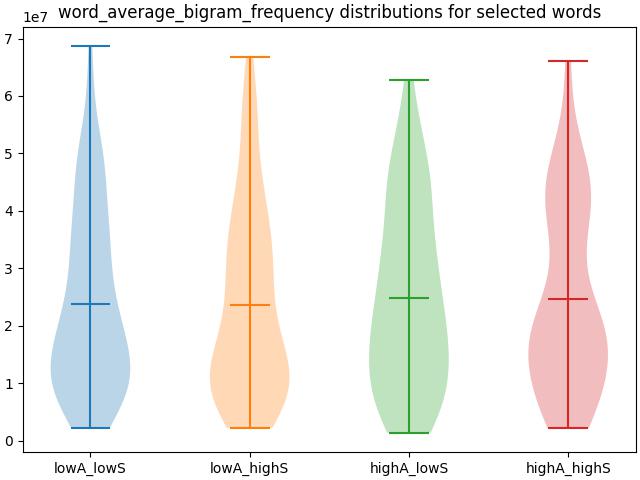 word_average_bigram_frequency distributions for selected words
1e7
7
6
5
4
3
2
1
0
lowA_lowS lowA_highS highA_lowS highA_highS